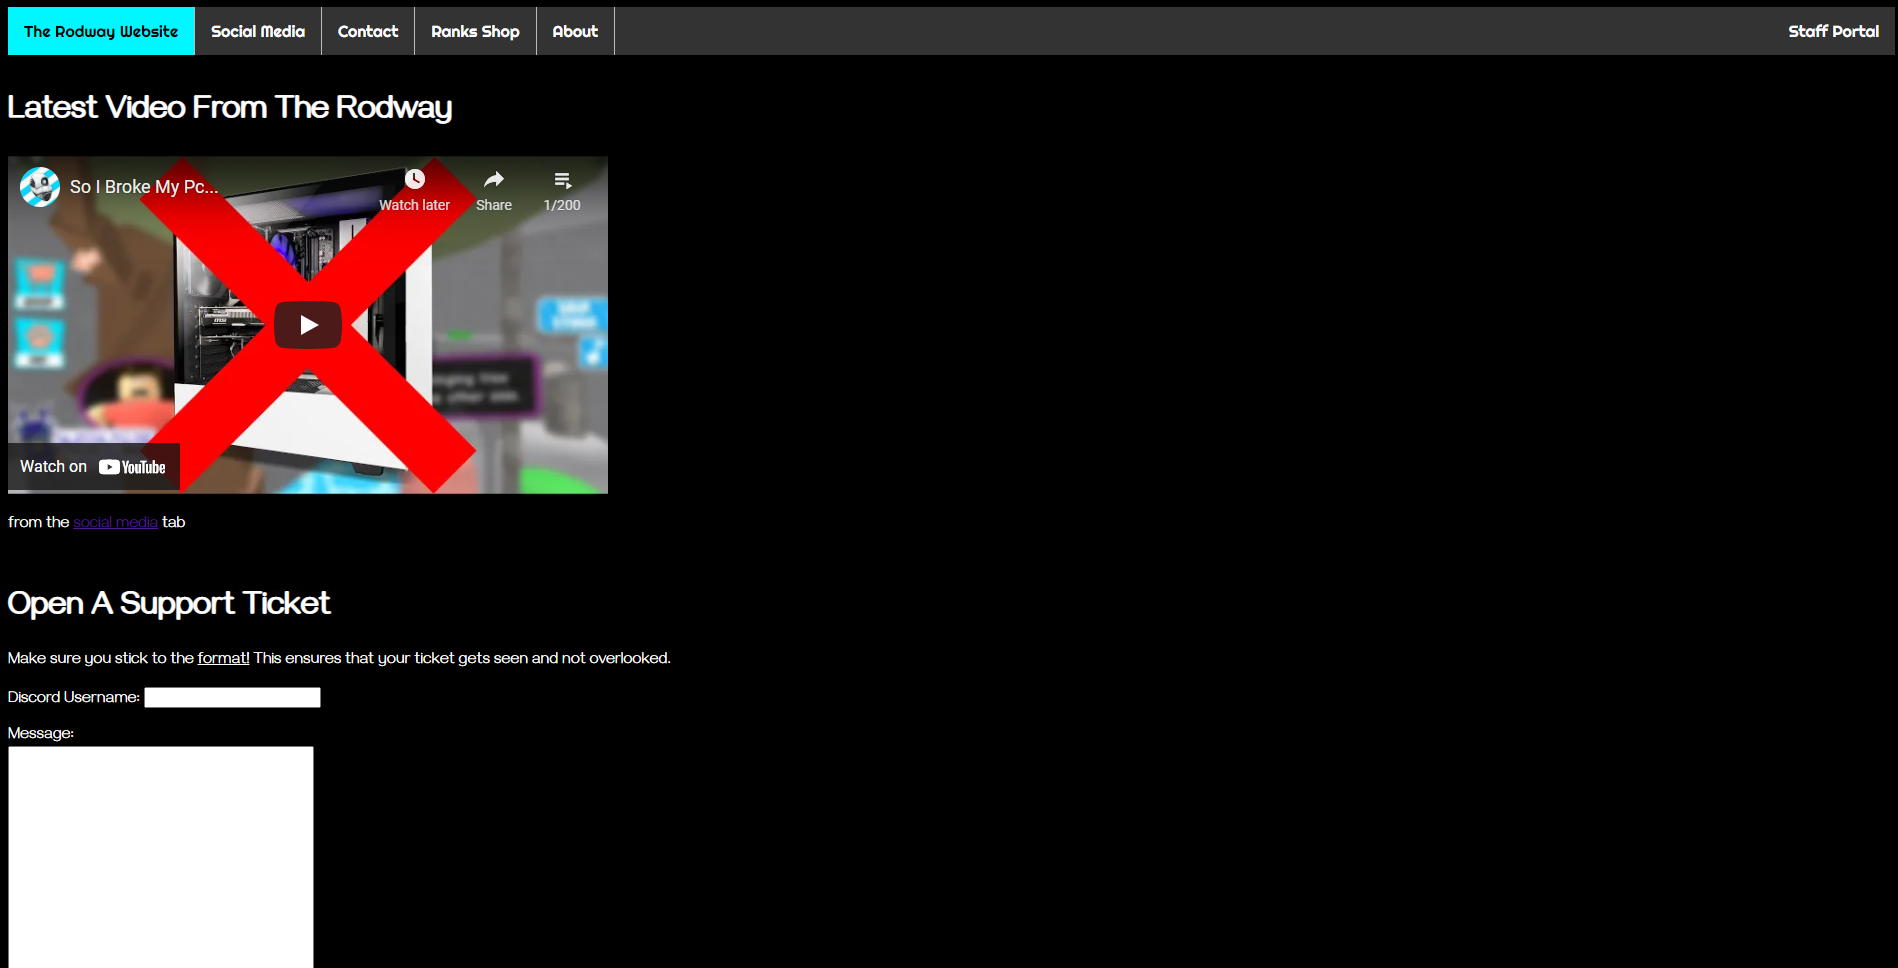 The Rodway Website
Social Media
Contact
Ranks Shop
About
Staff Portal
Latest Video From The Rodway
So I Broke My Pc...
Watch later
Share
1/200
Watch on YouTube
from the social media tab
Open A Support Ticket
Make sure you stick to the format! This ensures that your ticket gets seen and not overlooked.
Discord Username:
Message: